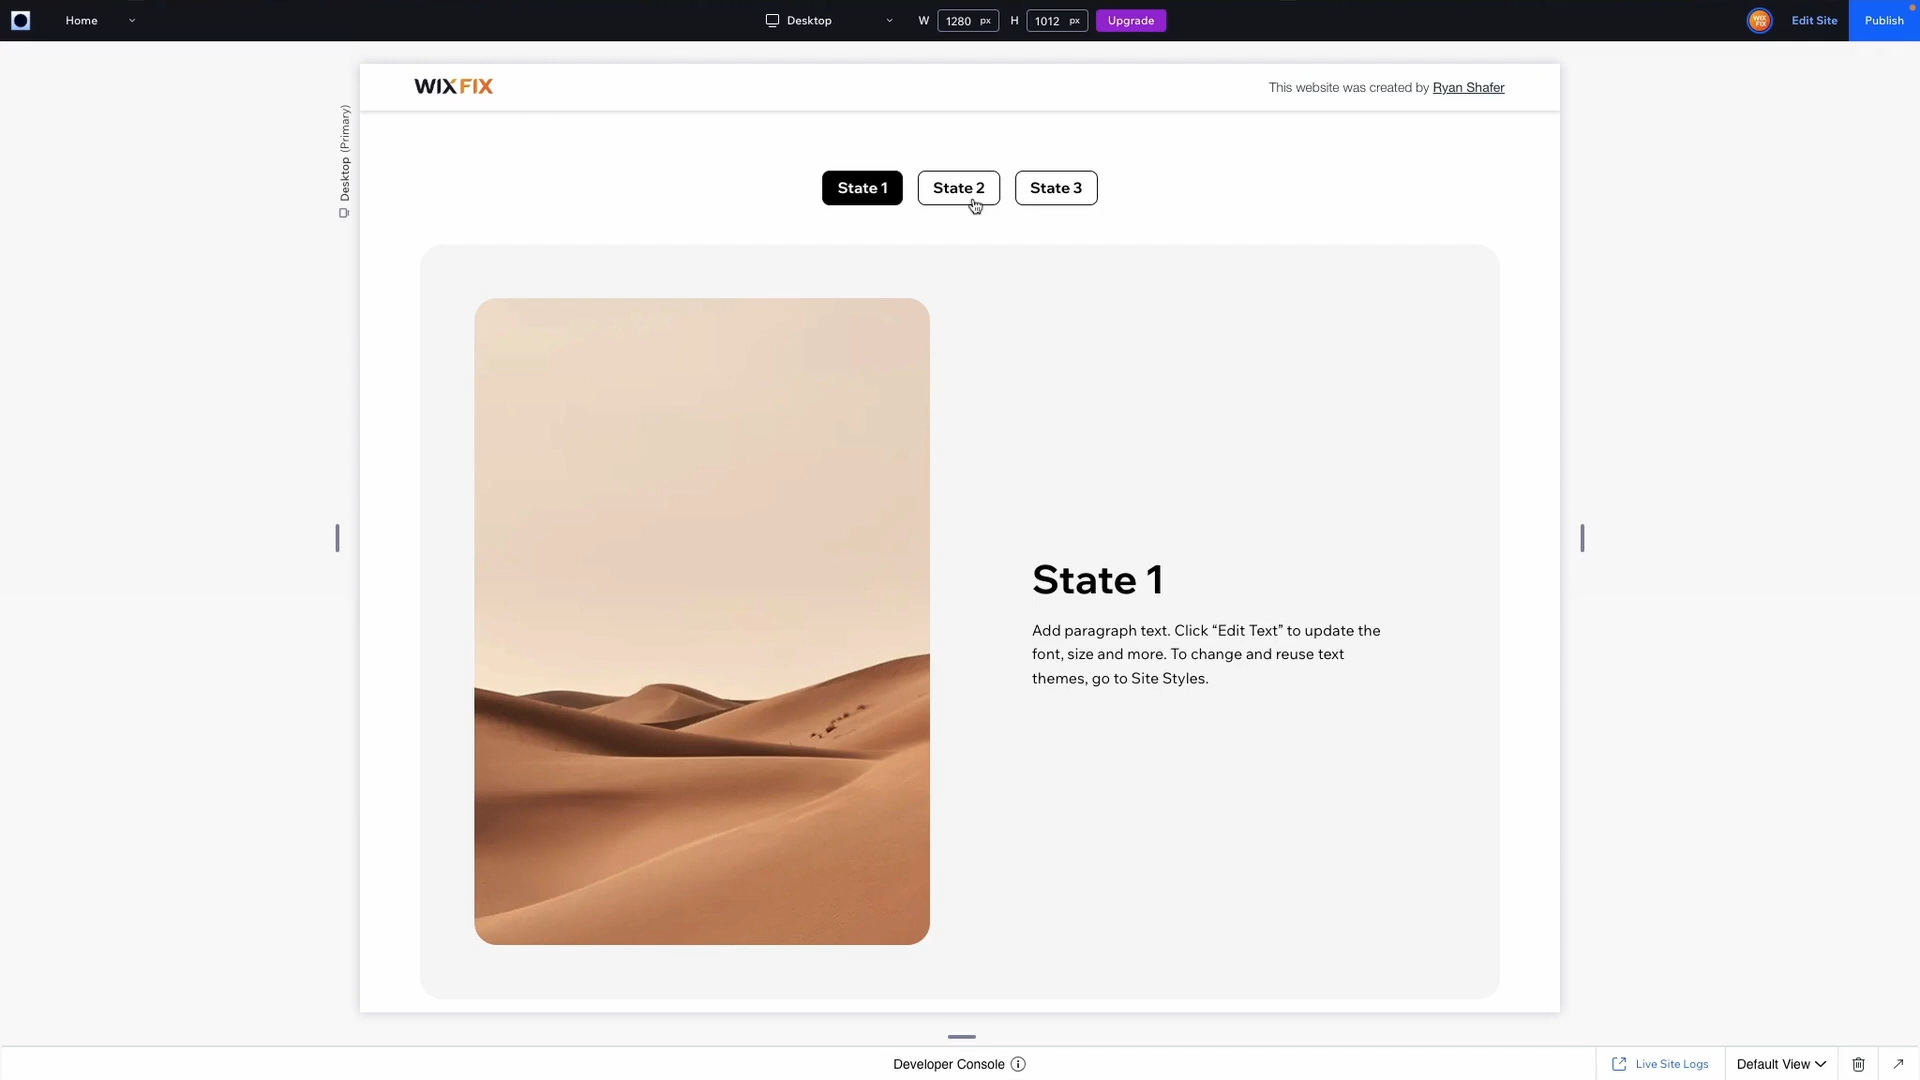 Home
Desktop
W 1280 px H 1012 px
Upgrade
WIX FIX
Edit Site
Publish
Desktop (Primary)
WIXFIX
This website was created by Ryan Shafer
State 1
State 2
State 3
State 1
Add paragraph text. Click “Edit Text” to update the
font, size and more. To change and reuse text
themes, go to Site Styles.
Developer Console
Live Site Logs
Default View